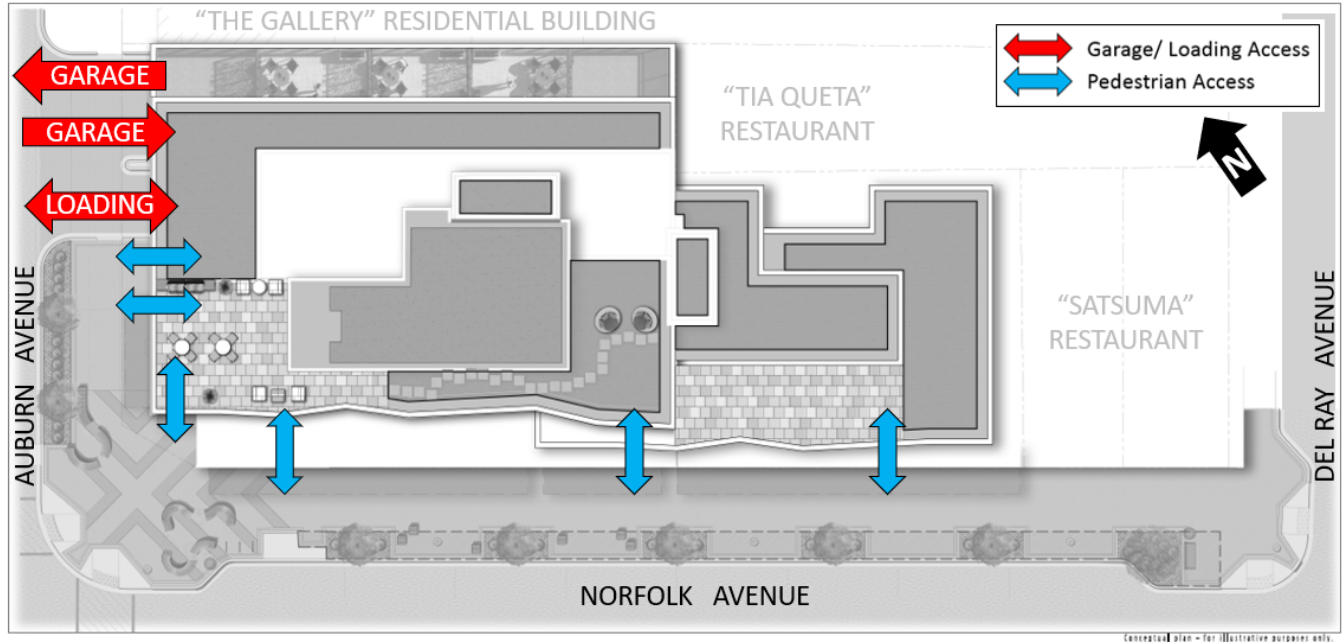 “THE GALLERY” RESIDENTIAL BUILDING
GARAGE
GARAGE
LOADING
“TIA QUETA”
RESTAURANT
Garage/ Loading Access
Pedestrian Access
N
“SATSUMA”
RESTAURANT
AUBURN AVENUE
DEL RAY AVENUE
NORFOLK AVENUE
Conceptual plan - for illustrative purposes only.